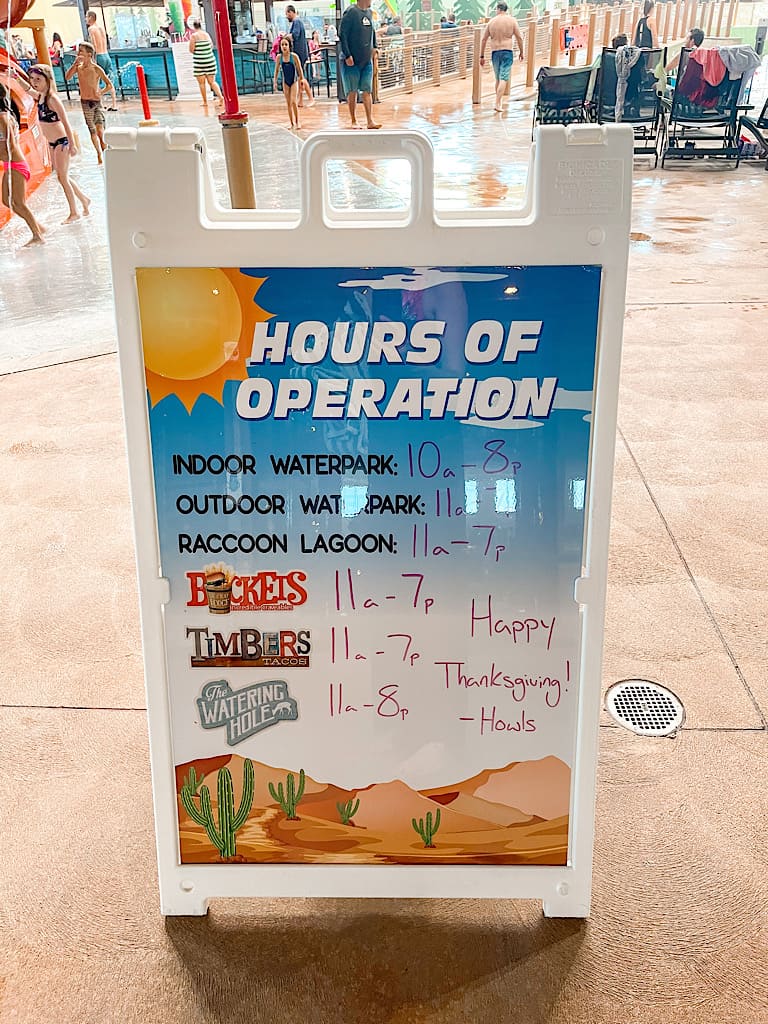 HOURS OF
OPERATION
INDOOR WATERPARK: 10a-8p
OUTDOOR WATERPARK: 11a-7
RACCOON LAGOON: 11a-7p
BUCKETS 11a-7p
TIMBERS 11a-7p
TACOS
The 11a-8p
WATERING
HOLE
Happy
Thanksgiving!
-Howls